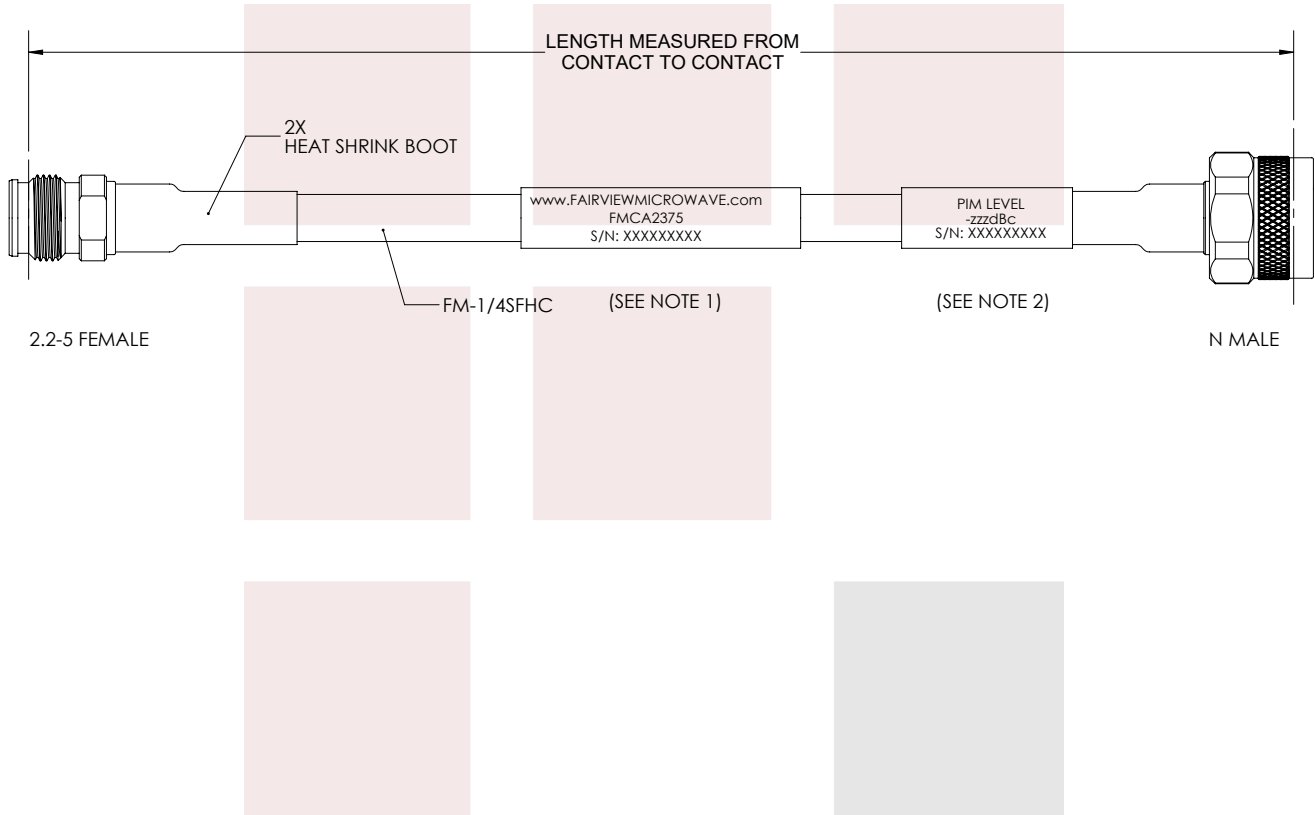 LENGTH MEASURED FROM
CONTACT TO CONTACT
2X
HEAT SHRINK BOOT
www.FAIRVIEWMICROWAVE.com
FMCA2375
S/N: XXXXXXXXX
PIM LEVEL
-zzzdBc
S/N: XXXXXXXXX
FM-1/4SFHC
(SEE NOTE 1)
(SEE NOTE 2)
2.2-5 FEMALE
N MALE